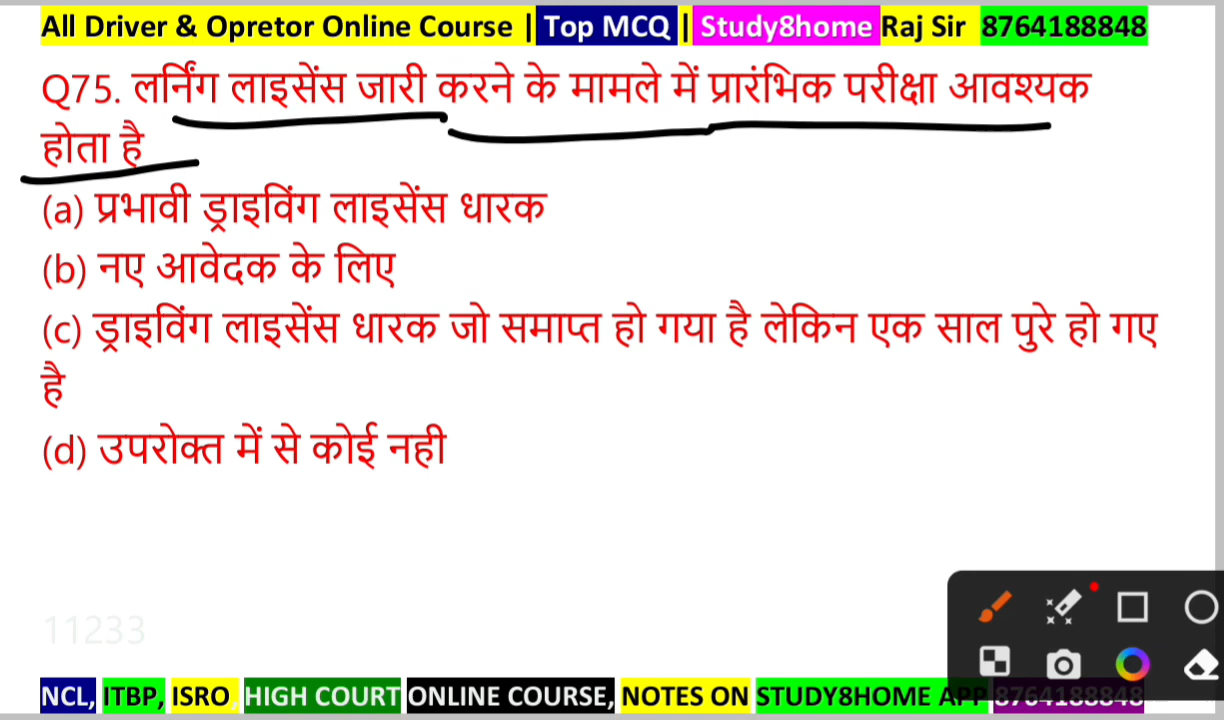 All Driver & Opretor Online Course | Top MCQ | Study8home Raj Sir 8764188848
Q75. लर्निंग लाइसेंस जारी करने के मामले में प्रारंभिक परीक्षा आवश्यक
होता है
(a) प्रभावी ड्राइविंग लाइसेंस धारक
(b) नए आवेदक के लिए
(c) ड्राइविंग लाइसेंस धारक जो समाप्त हो गया है लेकिन एक साल पुरे हो गए
है
(d) उपरोक्त में से कोई नही
11233
NCL, ITBP, ISRO, HIGH COURT ONLINE COURSE, NOTES ON STUDY8HOME APP 8764188848